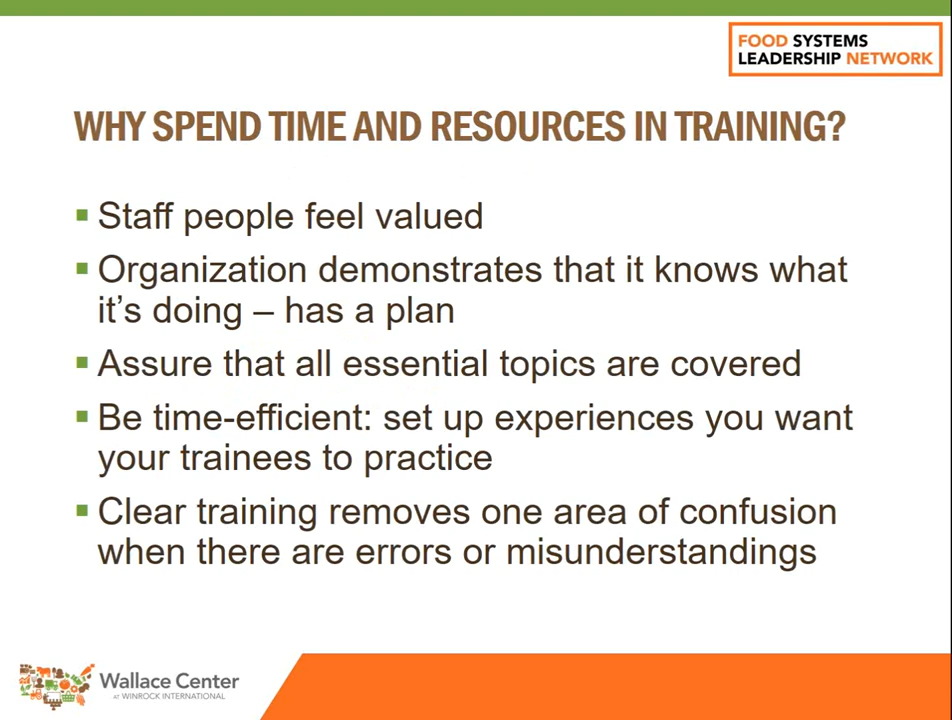 FOOD SYSTEMS
LEADERSHIP NETWORK
WHY SPEND TIME AND RESOURCES IN TRAINING?
▪ Staff people feel valued
▪ Organization demonstrates that it knows what
it’s doing – has a plan
▪ Assure that all essential topics are covered
▪ Be time-efficient: set up experiences you want
your trainees to practice
▪ Clear training removes one area of confusion
when there are errors or misunderstandings
Wallace Center
AT WINROCK INTERNATIONAL